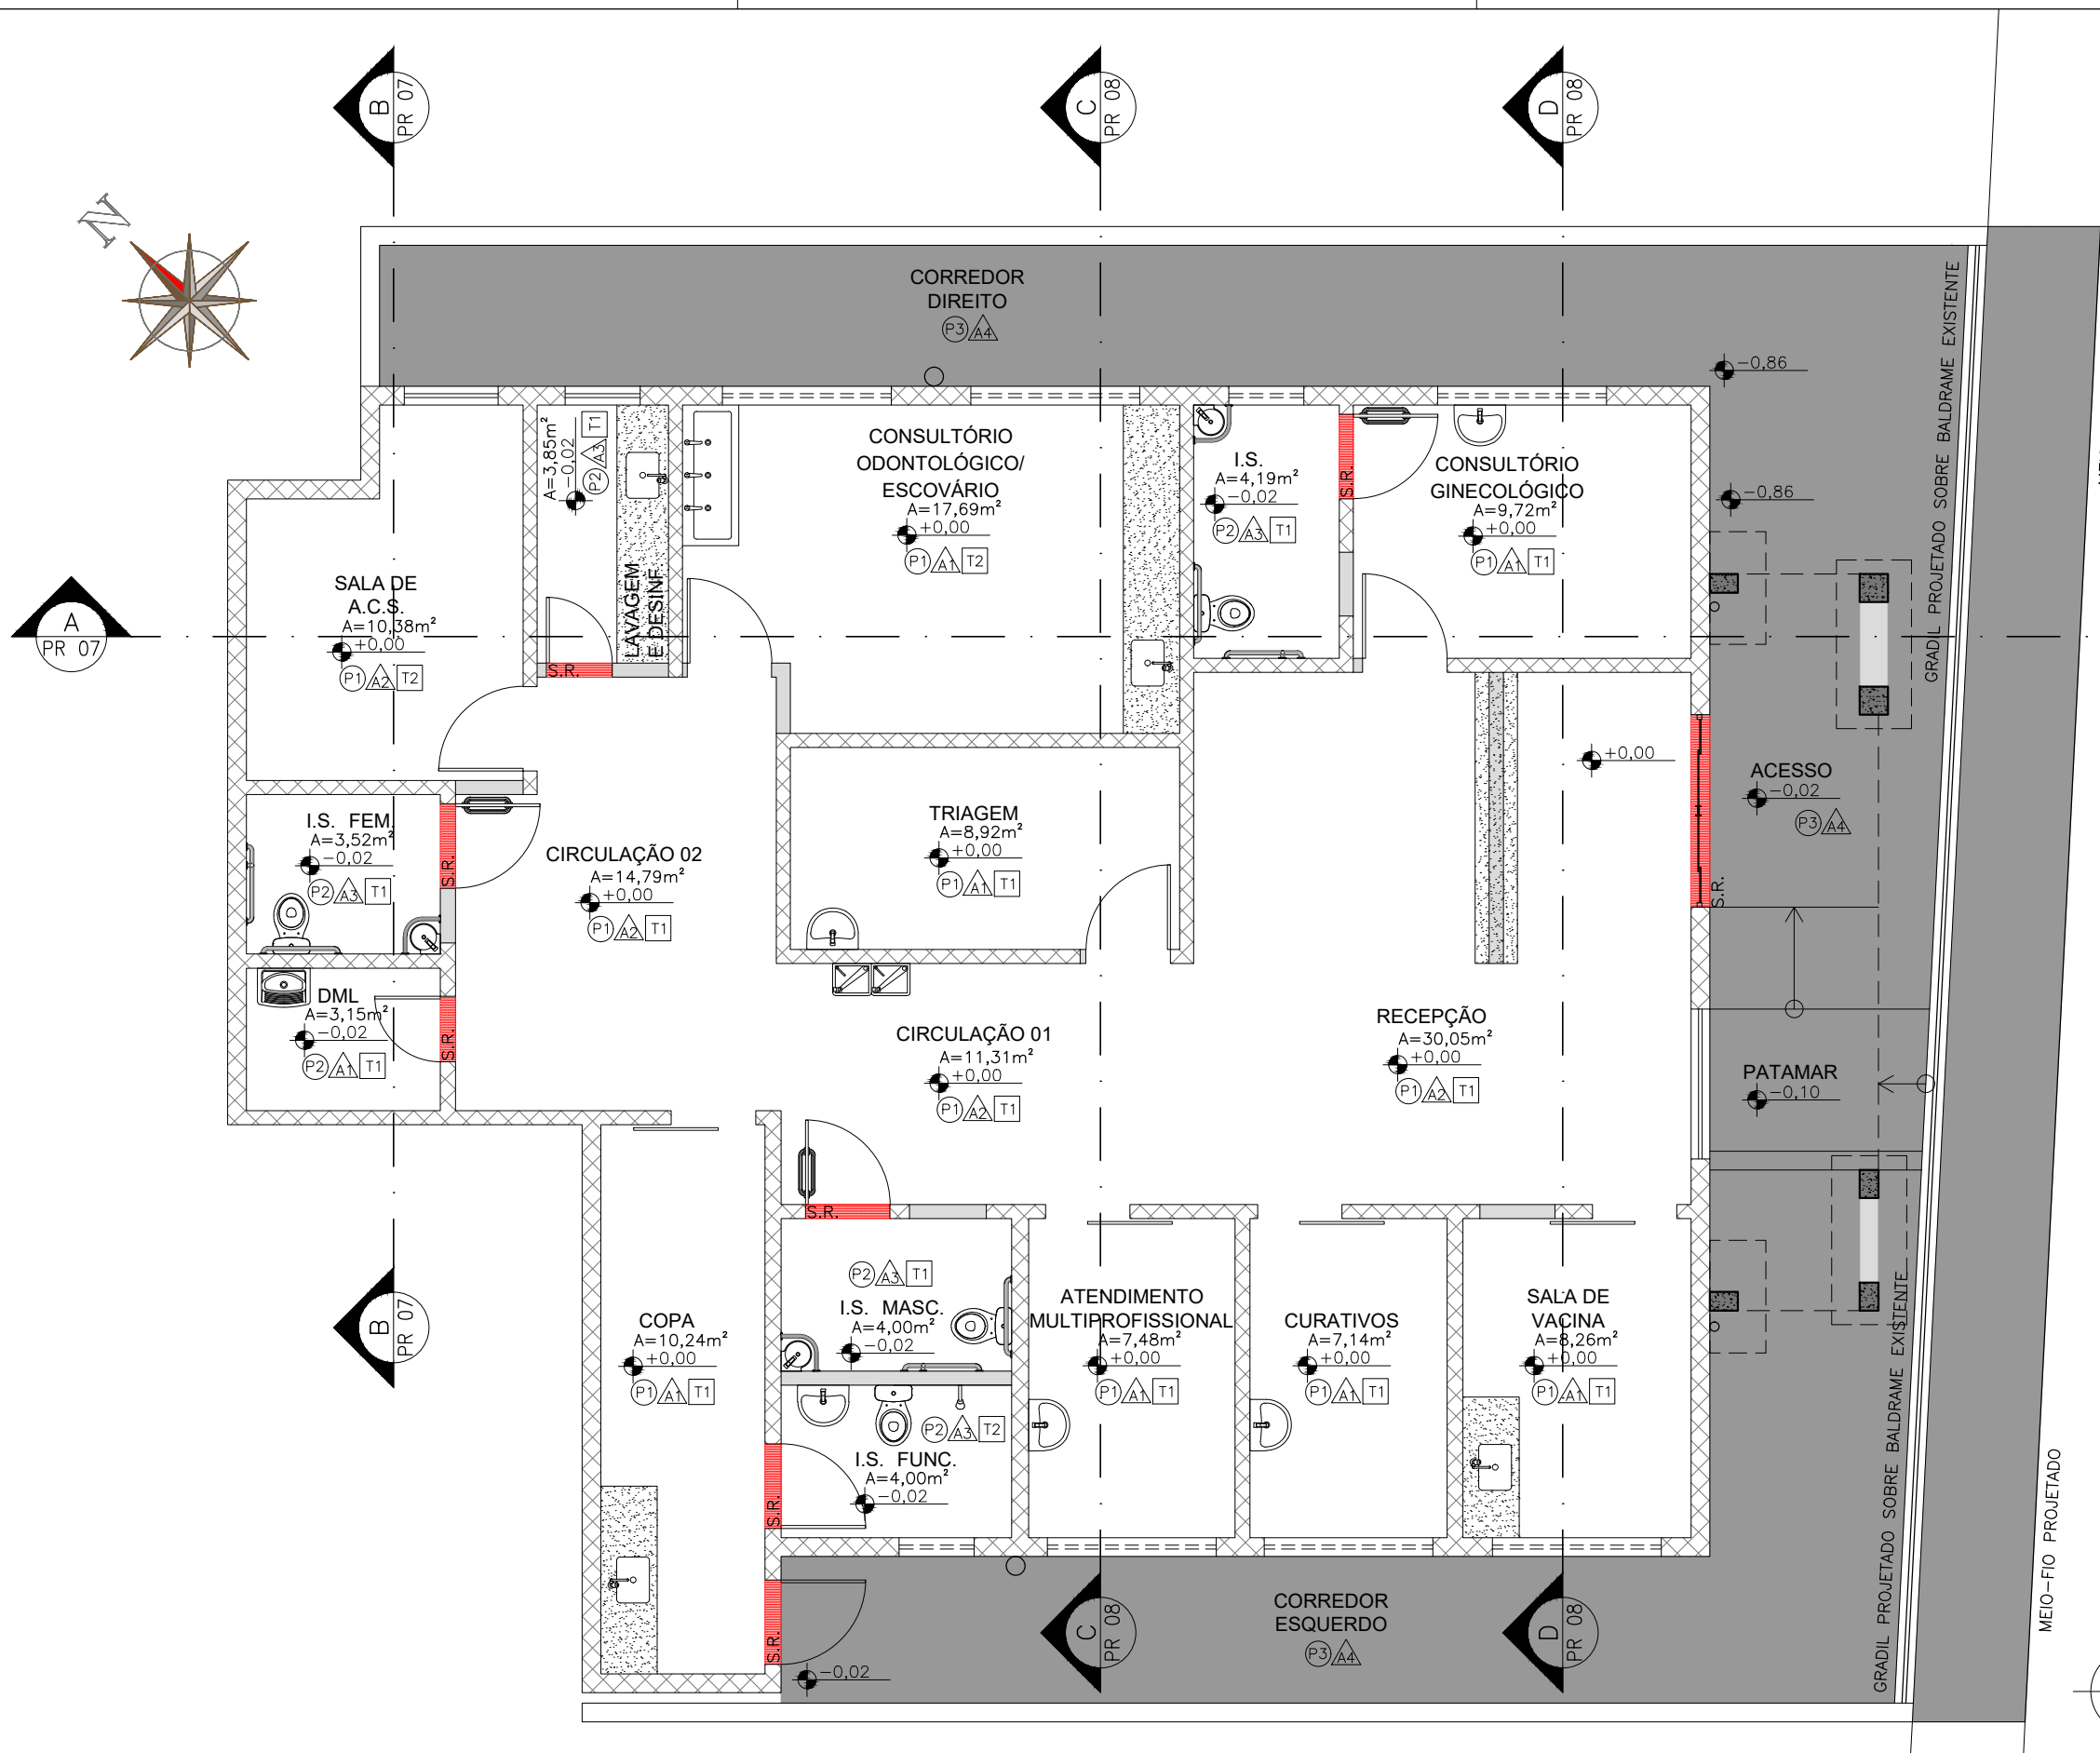 B
PR 07
C
PR 08
D
PR 08
N
CORREDOR
DIREITO
P3 A4
GRADIL PROJETADO SOBRE BALDRAME EXISTENTE
-0,86
-0,86
A=3,85m²
-0,02
P2 A3 T1
LAVAGEM
E DESINF.
S.R.
CONSULTÓRIO
ODONTOLÓGICO/
ESCOVÁRIO
A=17,69m²
+0,00
P1 A1 T2
I.S.
A=4,19m²
-0,02
P2 A3 T1
S.R.
CONSULTÓRIO
GINECOLÓGICO
A=9,72m²
+0,00
P1 A1 T1
SALA DE
A.C.S.
A=10,38m²
+0,00
P1 A2 T2
A
PR 07
+0,00
ACESSO
-0,02
P3 A4
S.R.
I.S. FEM.
A=3,52m²
-0,02
P2 A3 T1
S.R.
CIRCULAÇÃO 02
A=14,79m²
+0,00
P1 A2 T1
TRIAGEM
A=8,92m²
+0,00
P1 A1 T1
DML
A=3,15m²
-0,02
P2 A1 T1
S.R.
CIRCULAÇÃO 01
A=11,31m²
+0,00
P1 A2 T1
RECEPÇÃO
A=30,05m²
+0,00
P1 A2 T1
PATAMAR
-0,10
S.R.
P2 A3 T1
I.S. MASC.
A=4,00m²
-0,02
COPA
A=10,24m²
+0,00
P1 A1 T1
ATENDIMENTO
MULTIPROFISSIONAL
A=7,48m²
+0,00
P1 A1 T1
CURATIVOS
A=7,14m²
+0,00
P1 A1 T1
SALA DE
VACINA
A=8,26m²
+0,00
P1 A1 T1
P2 A3 T2
I.S. FUNC.
A=4,00m²
-0,02
S.R.
S.R.
-0,02
B
PR 07
CORREDOR
ESQUERDO
P3 A4
C
PR 08
D
PR 08
GRADIL PROJETADO SOBRE BALDRAME EXISTENTE
MEIO-FIO PROJETADO